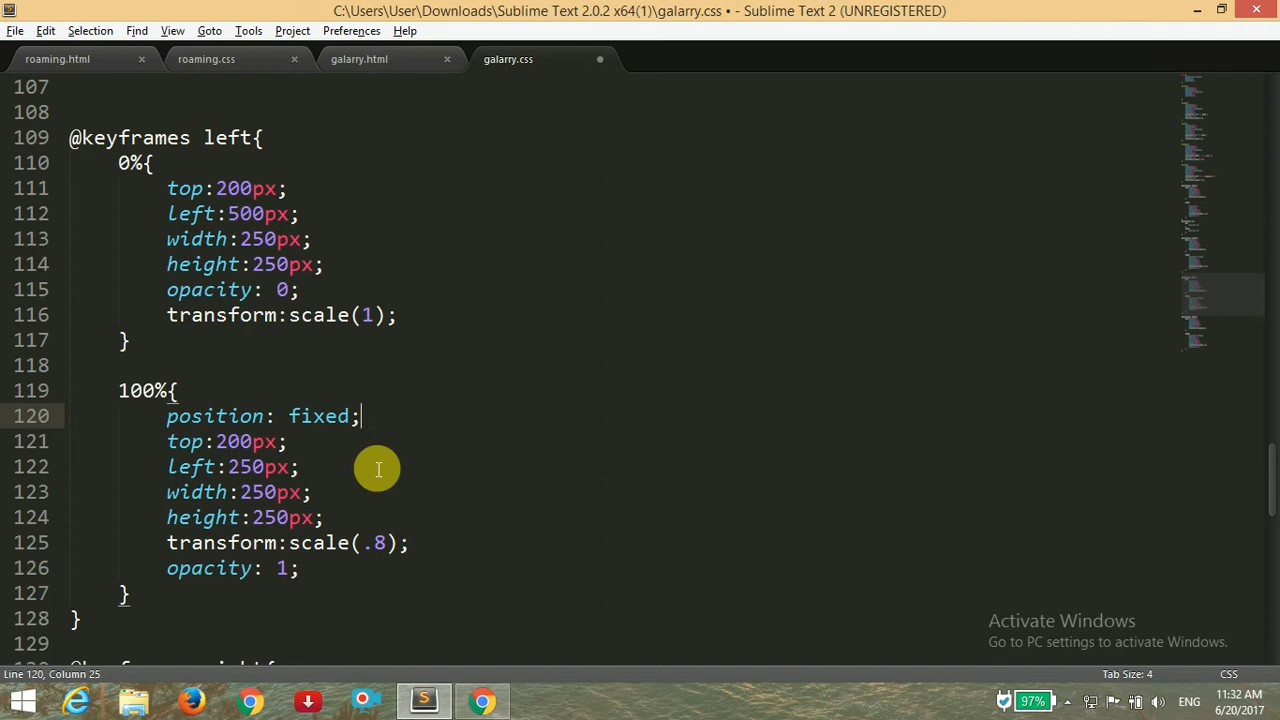 C:\Users\User\Downloads\Sublime Text 2.0.2 x64(1)\galarry.css • - Sublime Text 2 (UNREGISTERED)
File Edit Selection Find View Goto Tools Project Preferences Help
roaming.html roaming.css galarry.html galarry.css
107
108
109 @keyframes left{
110 0%{
111 top:200px;
112 left:500px;
113 width:250px;
114 height:250px;
115 opacity: 0;
116 transform:scale(1);
117 }
118
119 100%{
120 position: fixed;
121 top:200px;
122 left:250px;
123 width:250px;
124 height:250px;
125 transform:scale(.8);
126 opacity: 1;
127 }
128 }
129
Activate Windows
Go to PC settings to activate Windows.
Line 120, Column 25 Tab Size: 4 CSS
97% ENG 11:32 AM
6/20/2017